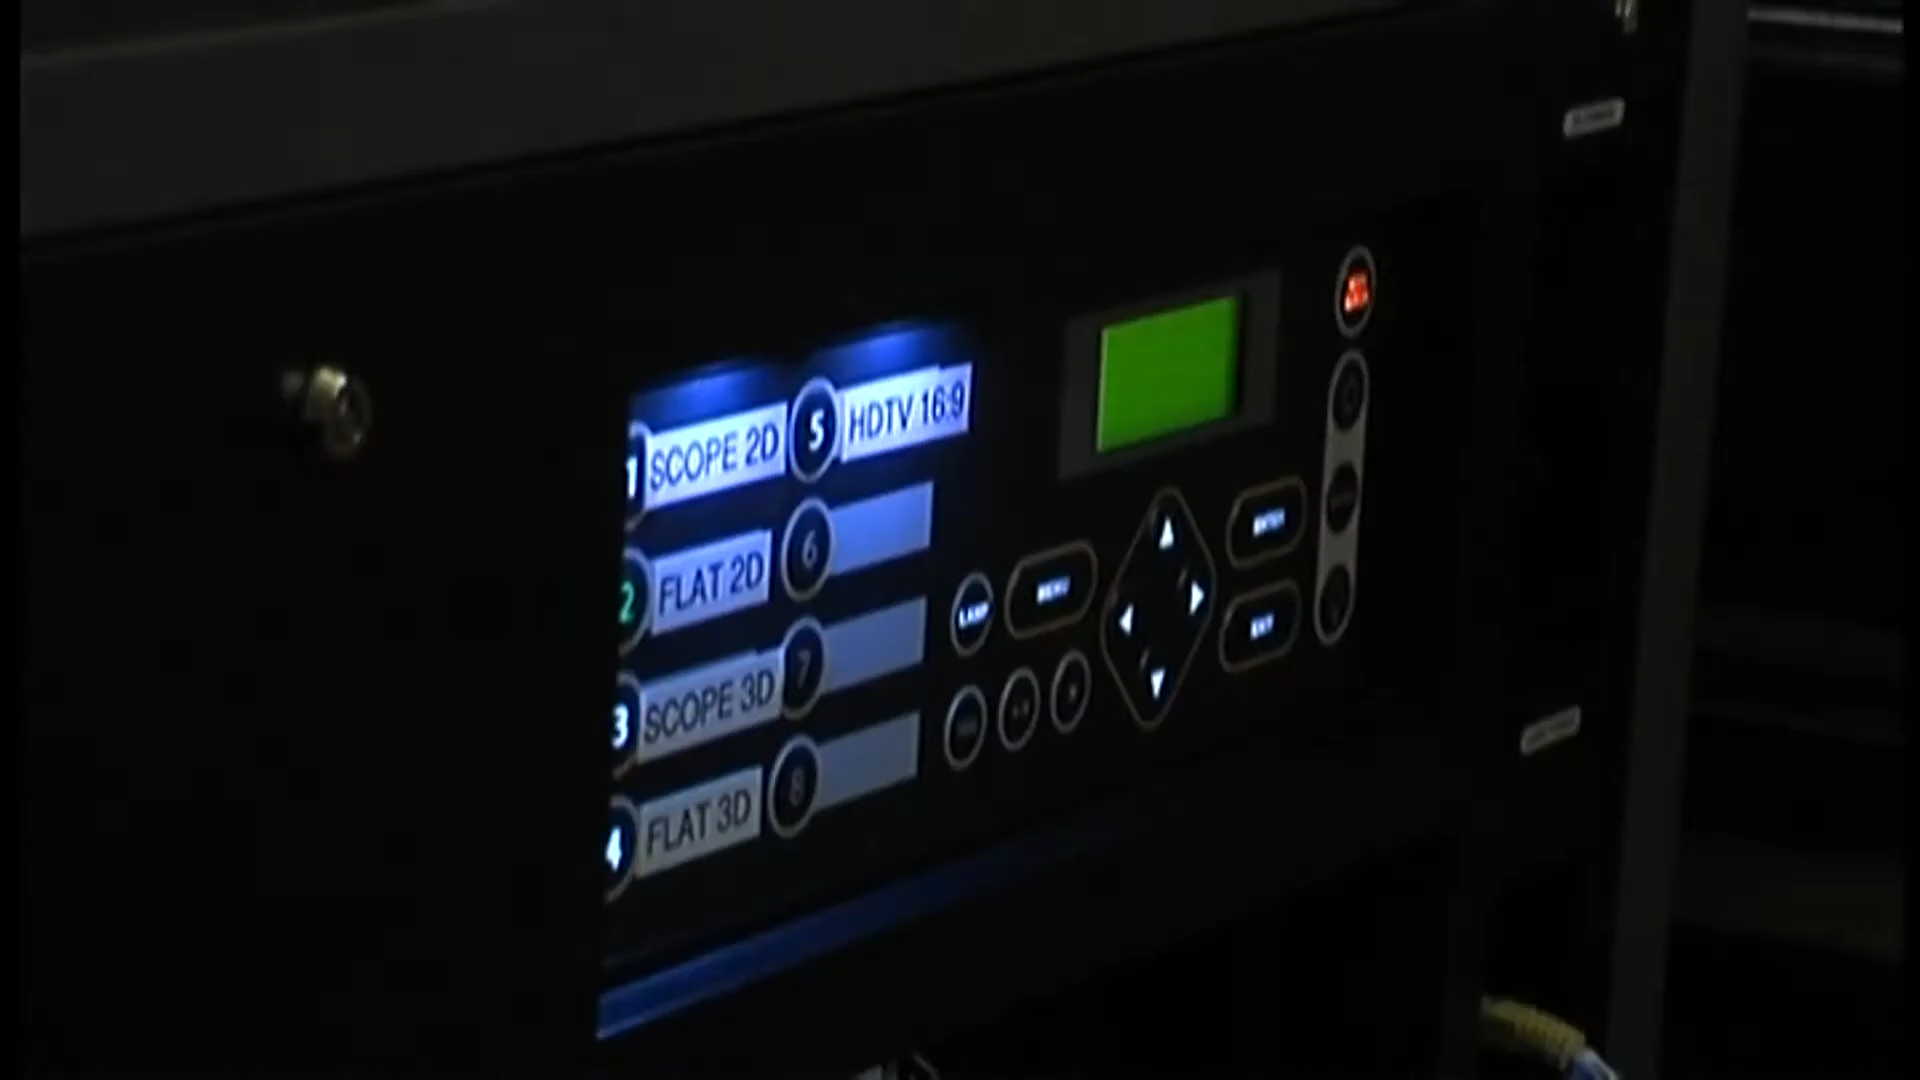 1 SCOPE 2D
2 FLAT 2D
3 SCOPE 3D
4 FLAT 3D
5 HDTV 16:9
6
7
8
LAMP
MENU
ENTER
EXIT